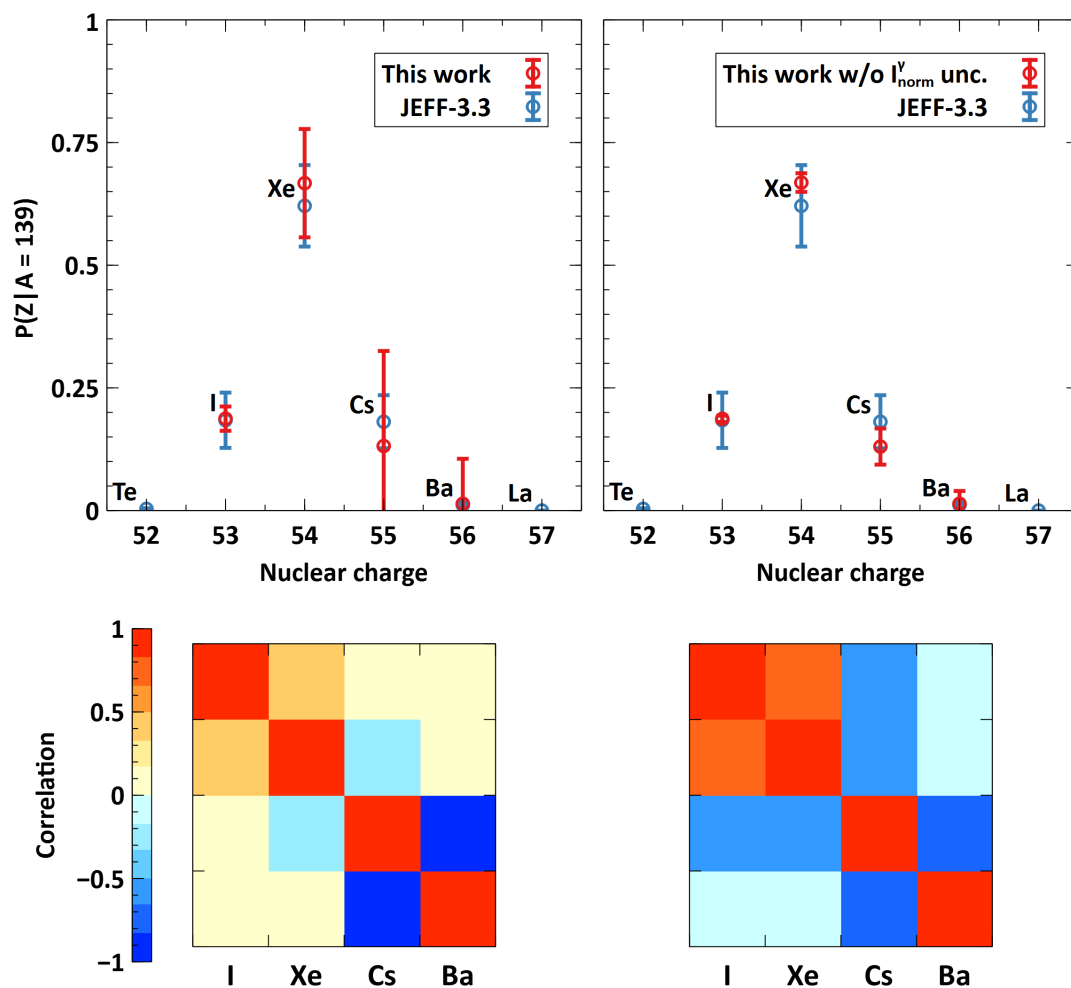 This work
JEFF-3.3
This work w/o I^γ_norm unc.
JEFF-3.3
P(Z|A = 139)
1
0.75
0.5
0.25
0
Te
I
Xe
Cs
Ba
La
52 53 54 55 56 57
Nuclear charge
Te
I
Xe
Cs
Ba
La
52 53 54 55 56 57
Nuclear charge
Correlation
1
0.5
0
−0.5
−1
I Xe Cs Ba
I Xe Cs Ba